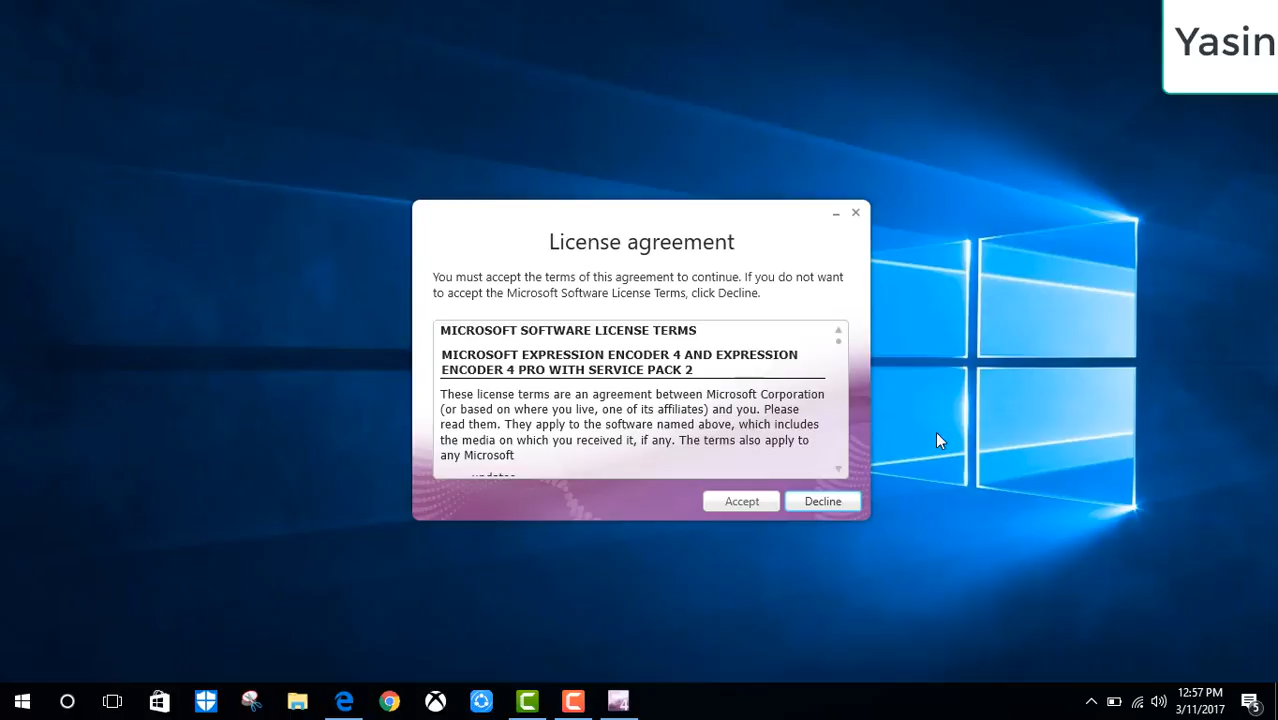 Yasin
License agreement
You must accept the terms of this agreement to continue. If you do not want
to accept the Microsoft Software License Terms, click Decline.
MICROSOFT SOFTWARE LICENSE TERMS
MICROSOFT EXPRESSION ENCODER 4 AND EXPRESSION
ENCODER 4 PRO WITH SERVICE PACK 2
These license terms are an agreement between Microsoft Corporation
(or based on where you live, one of its affiliates) and you. Please
read them. They apply to the software named above, which includes
the media on which you received it, if any. The terms also apply to
any Microsoft
updates
Accept
Decline
12:57 PM
3/11/2017
5